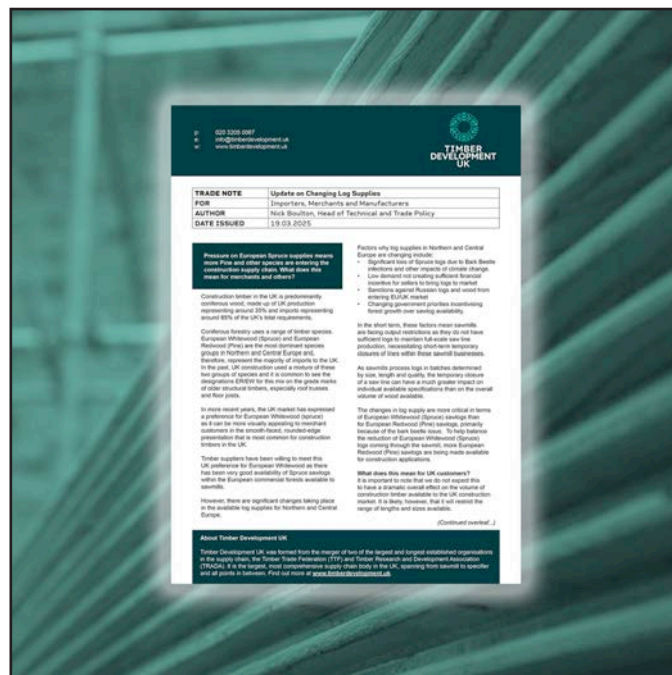 p: 020 3205 0067
e: info@timberdevelopment.uk
w: www.timberdevelopment.uk
TIMBER
DEVELOPMENT
UK
TRADE NOTE Update on Changing Log Supplies
FOR Importers, Merchants and Manufacturers
AUTHOR Nick Boulton, Head of Technical and Trade Policy
DATE ISSUED 19.03.2025
Pressure on European Spruce supplies means
more Pine and other species are entering the
construction supply chain. What does this
mean for merchants and others?
Construction timber in the UK is predominantly
coniferous wood, made up of UK production
representing around 35% and imports representing
around 65% of the UK's total requirements.
Coniferous forestry uses a range of timber species.
European Whitewood (Spruce) and European
Redwood (Pine) are the most dominant species
groups in Northern and Central Europe and,
therefore, represent the majority of imports to the UK.
In the past, UK construction used a mixture of these
two groups of species and it is common to see the
designations ER/EW for this mix on the grade marks
of older structural timbers, especially roof trusses
and floor posts.
In more recent years, the UK market has expressed
a preference for European Whitewood (spruce)
as it can be more visually appealing to merchant
customers in the smooth-faced, rounded-edge
presentation that is most common for construction
timbers in the UK.
Timber suppliers have been willing to meet this
UK preference for European Whitewood as there
has been very good availability of Spruce sawlogs
within the European commercial forests available to
sawmills.
However, there are significant changes taking place
in the available log supplies for Northern and Central
Europe.
Factors why log supplies in Northern and Central
Europe are changing include:
• Significant loss of Spruce logs due to Bark Beetle
infections and other impacts of climate change.
• Low demand not creating sufficient financial
incentive for sellers to bring logs to market
• Sanctions against Russian logs and wood from
entering EU/UK market
• Changing government priorities incentivising
forest growth over sawlog availability.
In the short term, these factors mean sawmills
are facing output restrictions as they do not have
sufficient logs to maintain full-scale saw line
production, necessitating short-term temporary
closures of lines within these sawmill businesses.
As sawmills process logs in batches determined
by size, length and quality, the temporary closure
of a saw line can have a much greater impact on
individual available specifications than on the overall
volume of wood available.
The changes in log supply are more critical in terms
of European Whitewood (Spruce) sawlogs than
for European Redwood (Pine) sawlogs, primarily
because of the bark beetle issue. To help balance
the reduction of European Whitewood (Spruce)
logs coming through the sawmill, more European
Redwood (Pine) sawlogs are being made available
for construction applications.
What does this mean for UK customers?
It is important to note that we do not expect this
to have a dramatic overall effect on the volume of
construction timber available to the UK construction
market. It is likely, however, that it will restrict the
range of lengths and sizes available.
(Continued overleaf...)
About Timber Development UK
Timber Development UK was formed from the merger of two of the largest and longest established organisations
in the supply chain, the Timber Trade Federation (TTF) and Timber Research and Development Association
(TRADA). It is the largest, most comprehensive supply chain body in the UK, spanning from sawmill to specifier
and all points in between. Find out more at www.timberdevelopment.uk.